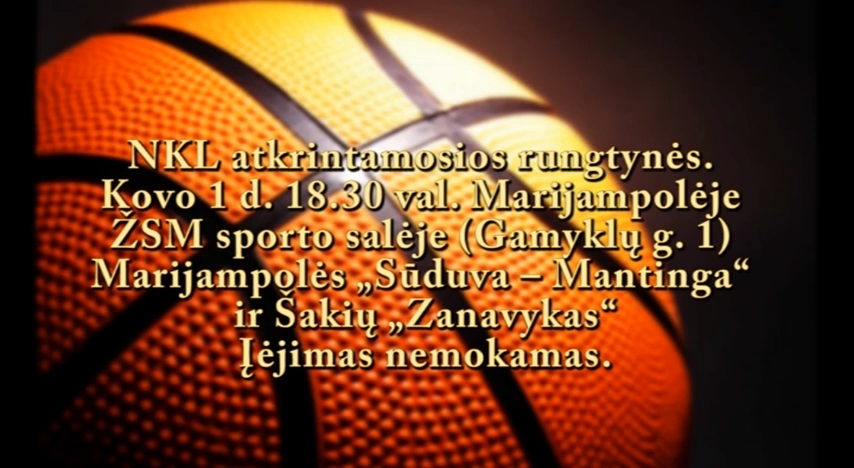 NKL atkrintamosios rungtynės.
Kovo 1 d. 18.30 val. Marijampolėje
ŽSM sporto salėje (Gamyklų g. 1)
Marijampolės „Sūduva – Mantinga“
ir Šakių „Zanavykas“
Įėjimas nemokamas.